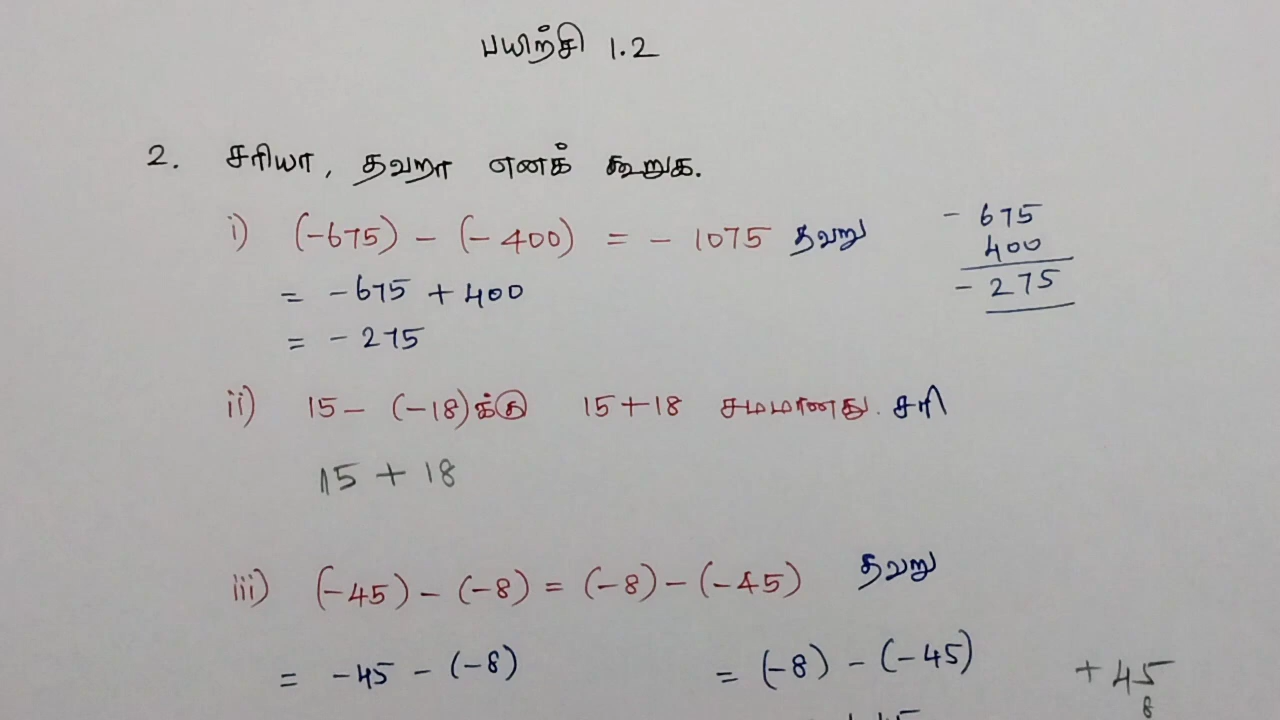 பயிற்சி 1.2
2. சரியா, தவறா எனக் கூறுக.
i) (-675) - (-400) = - 1075 தவறு
= -675 + 400
= - 275
- 675
400
- 275
ii) 15 - (-18)க்கு 15+18 சமமானது. சரி
15 + 18
iii) (-45) - (-8) = (-8) - (-45) தவறு
= -45 - (-8)
= (-8) - (-45)
+ 45
8